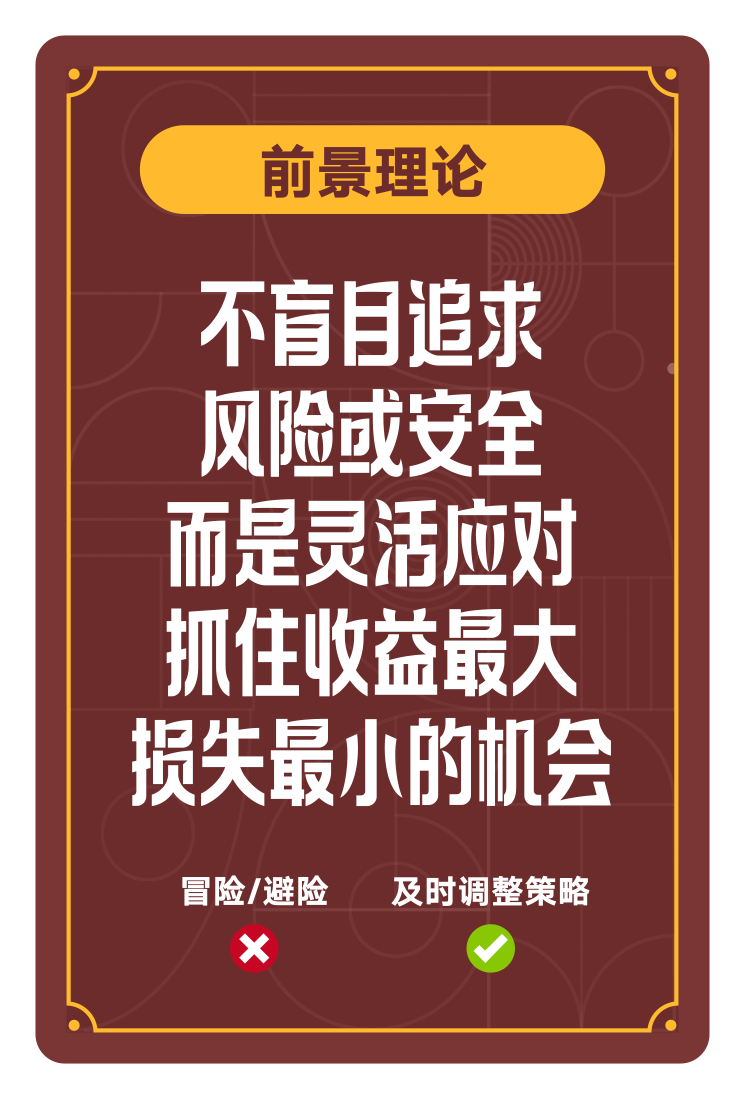 前景理论
不盲目追求
风险或安全
而是灵活应对
抓住收益最大
损失最小的机会
冒险/避险
及时调整策略